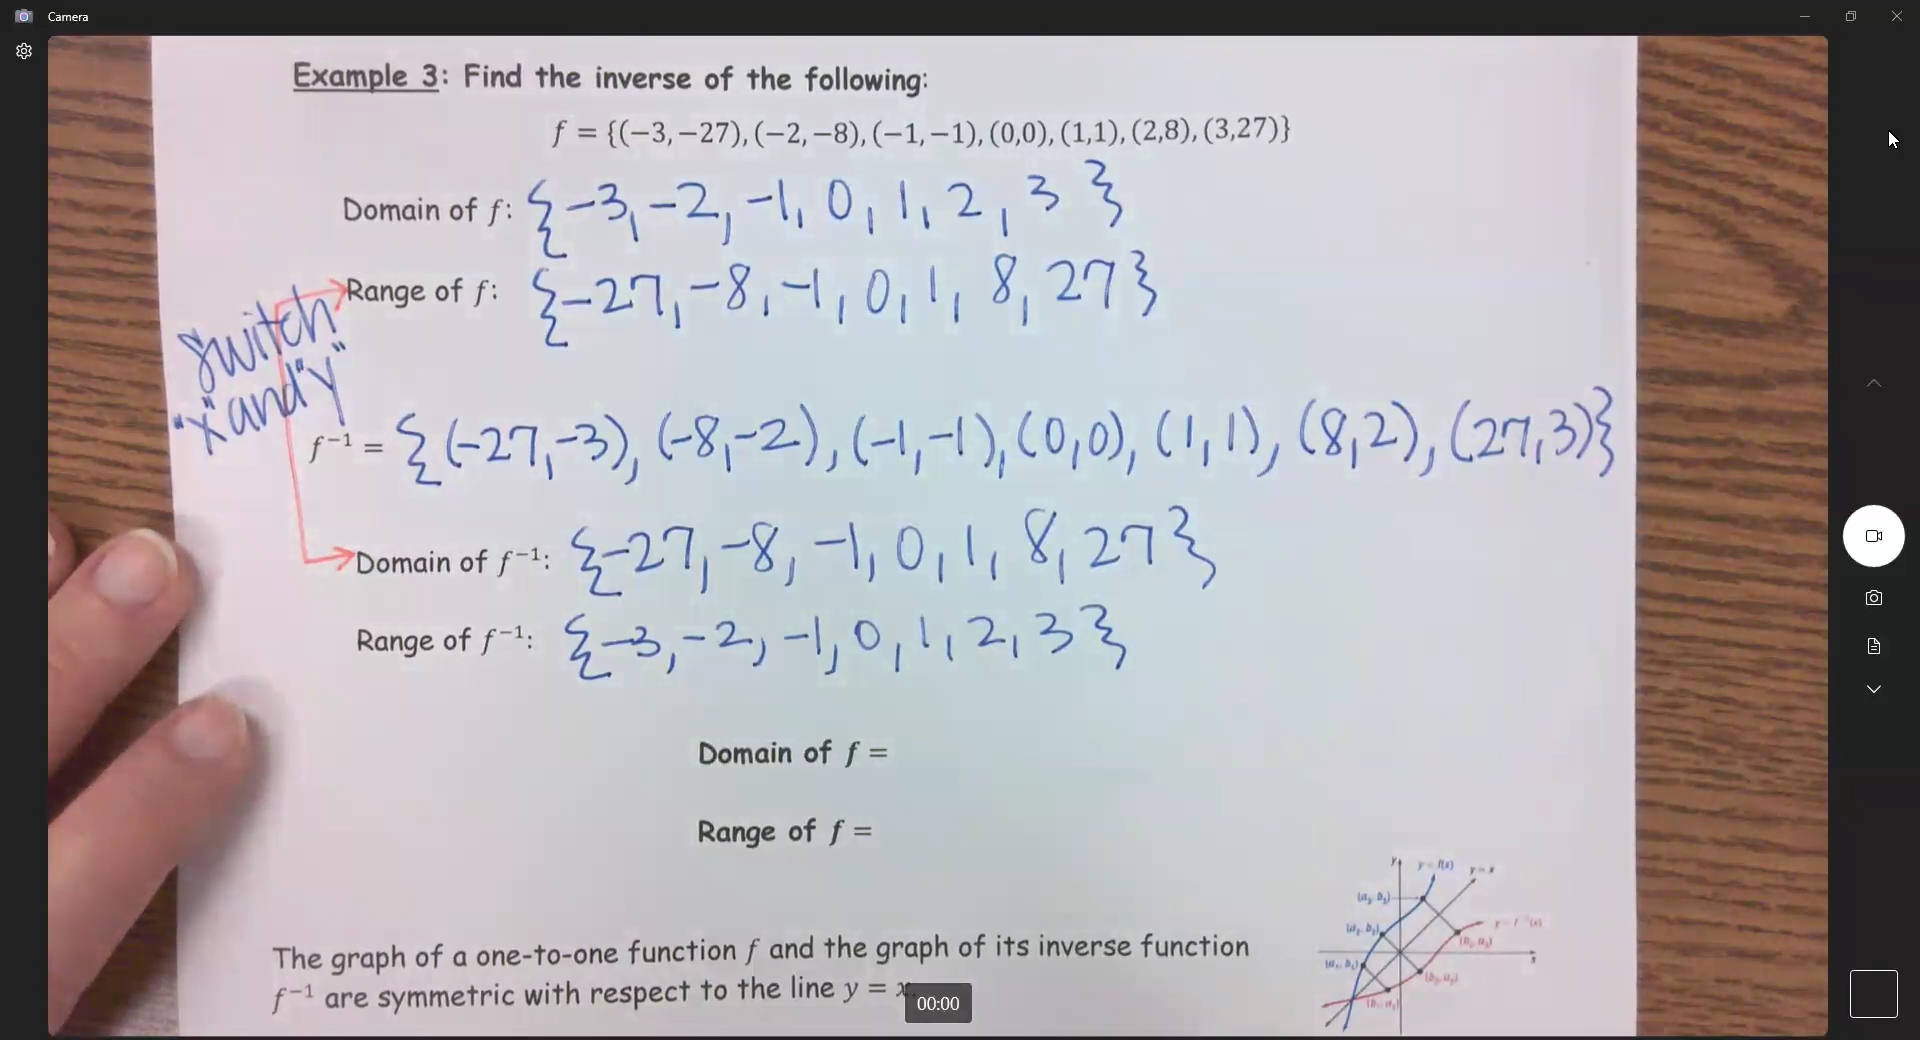 Camera
Example 3: Find the inverse of the following:
f = {(−3,−27), (−2,−8), (−1,−1), (0,0), (1,1), (2,8), (3,27)}
Domain of f: {-3, -2, -1, 0, 1, 2, 3}
Range of f: {-27, -8, -1, 0, 1, 8, 27}
switch
"x" and "y"
f⁻¹ = {(-27,-3), (-8,-2), (-1,-1), (0,0), (1,1), (8,2), (27,3)}
Domain of f⁻¹: {-27, -8, -1, 0, 1, 8, 27}
Range of f⁻¹: {-3, -2, -1, 0, 1, 2, 3}
Domain of f =
Range of f =
y
y = f(x)
y = x
The graph of a one-to-one function f and the graph of its inverse function
f⁻¹ are symmetric with respect to the line y = x
x
00:00